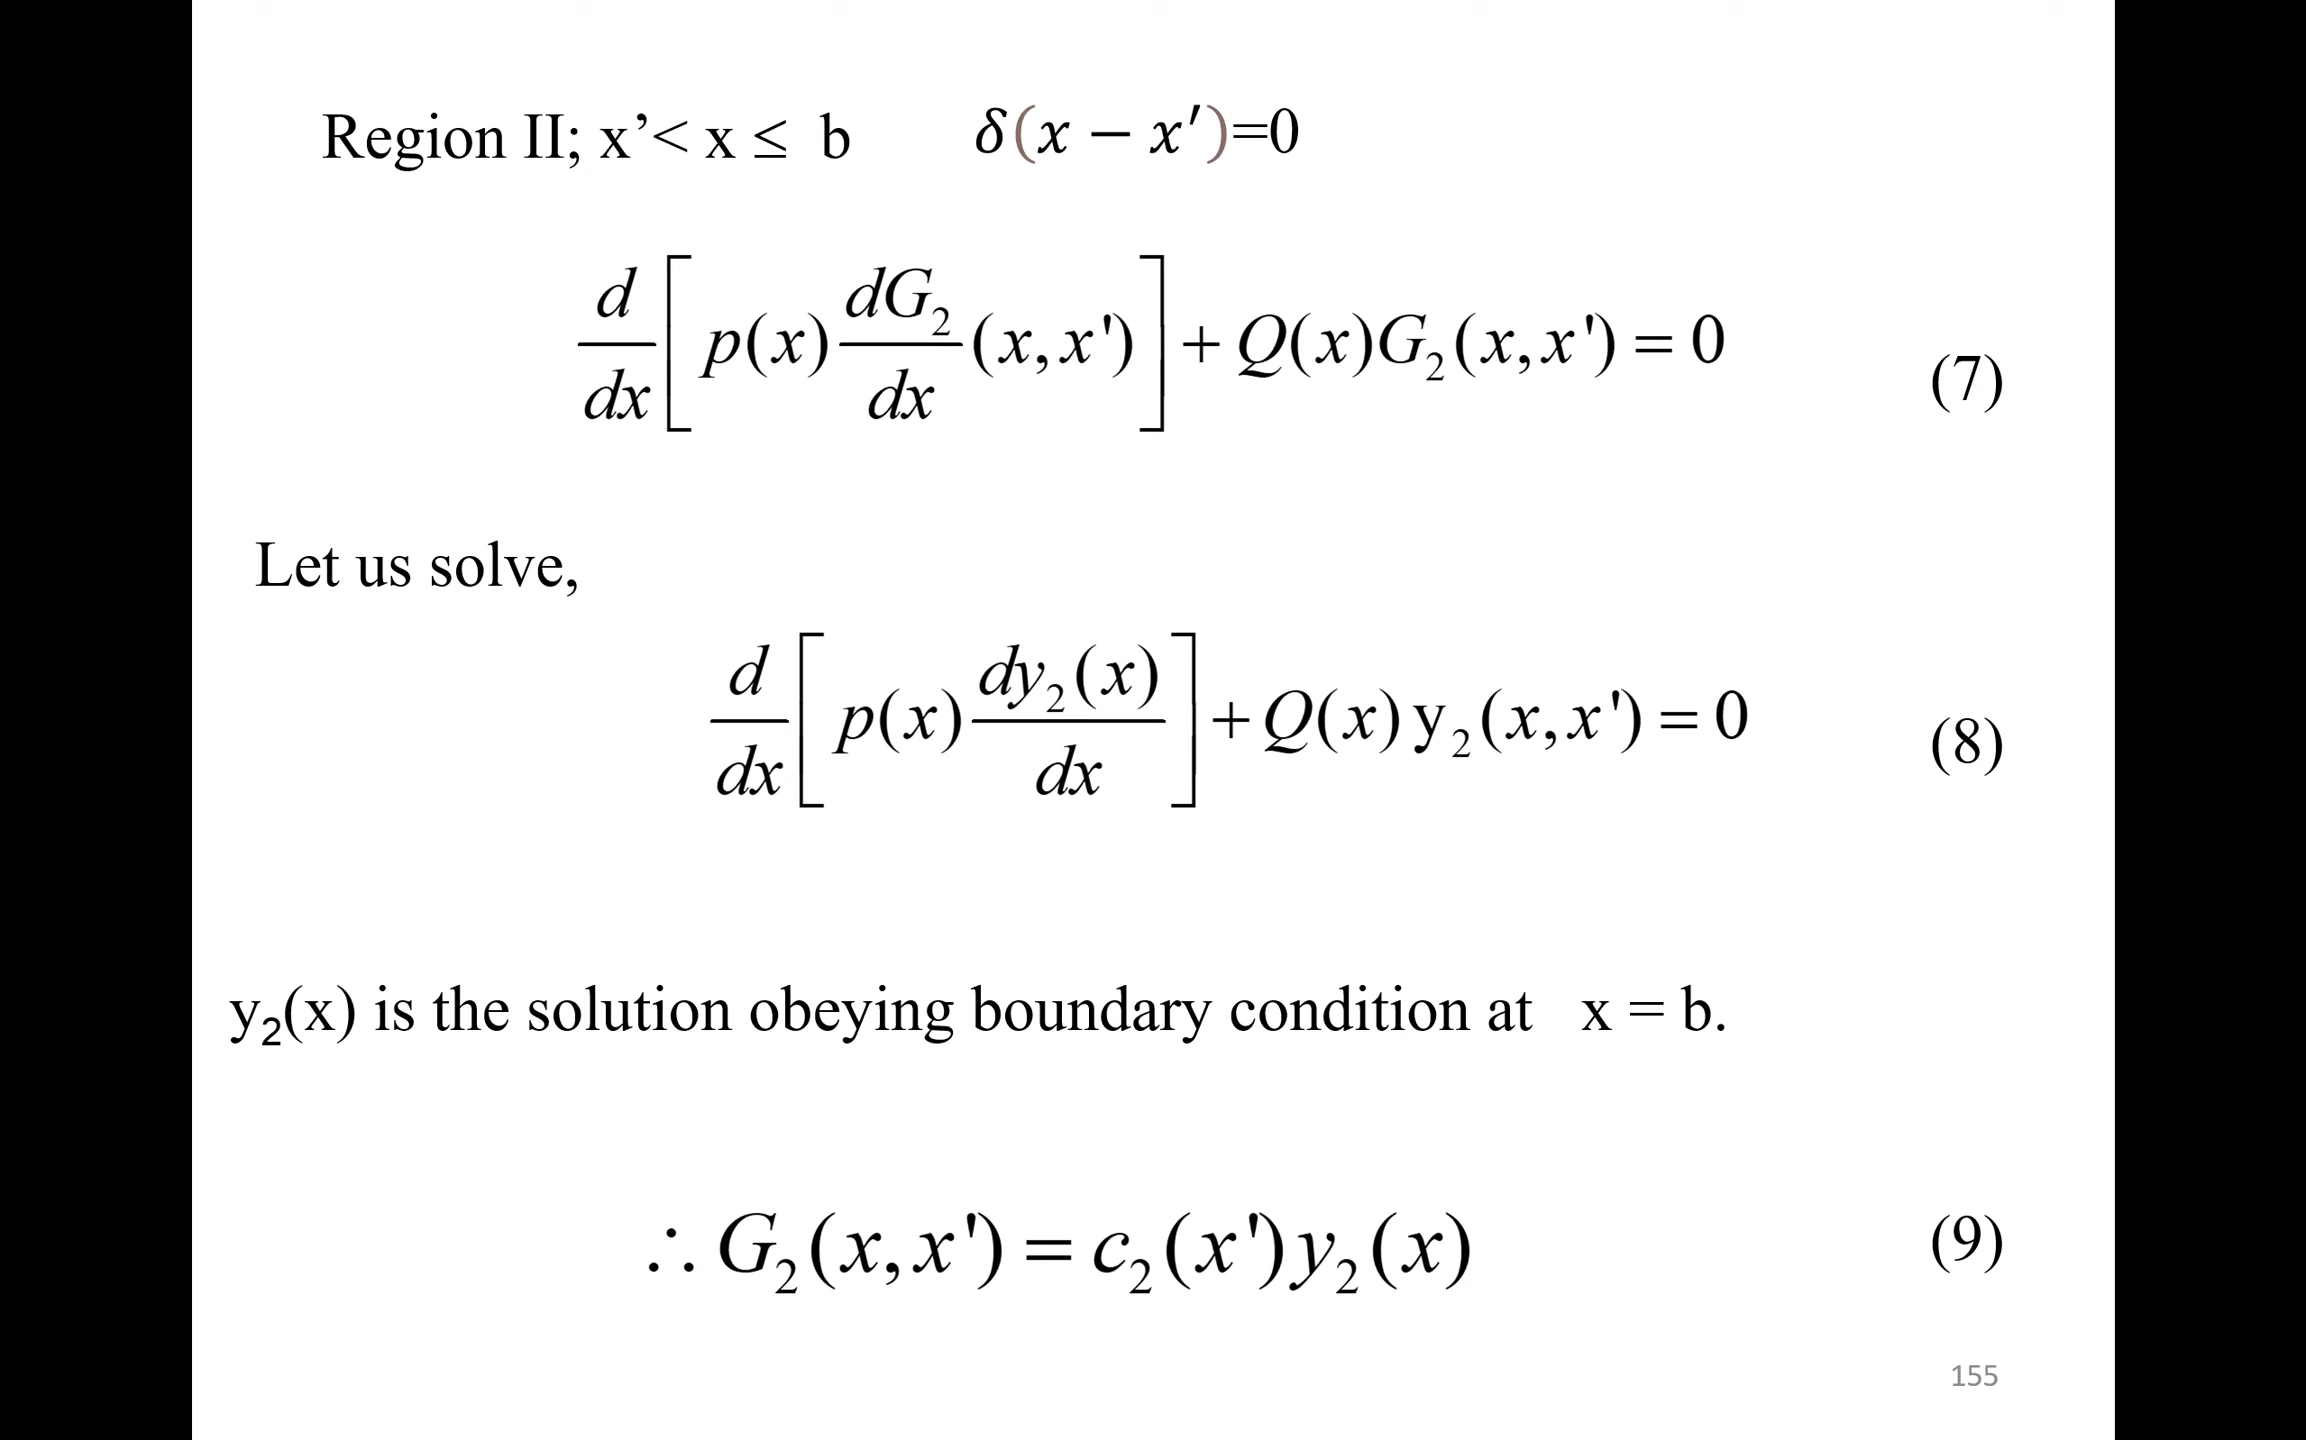 Region II; x’< x ≤ b δ(x − x′)=0
d/dx [ p(x) dG₂/dx (x,x') ] + Q(x)G₂(x,x') = 0 (7)
Let us solve,
d/dx [ p(x) dy₂(x)/dx ] + Q(x) y₂(x,x') = 0 (8)
y₂(x) is the solution obeying boundary condition at x = b.
∴ G₂(x,x') = c₂(x')y₂(x) (9)
155